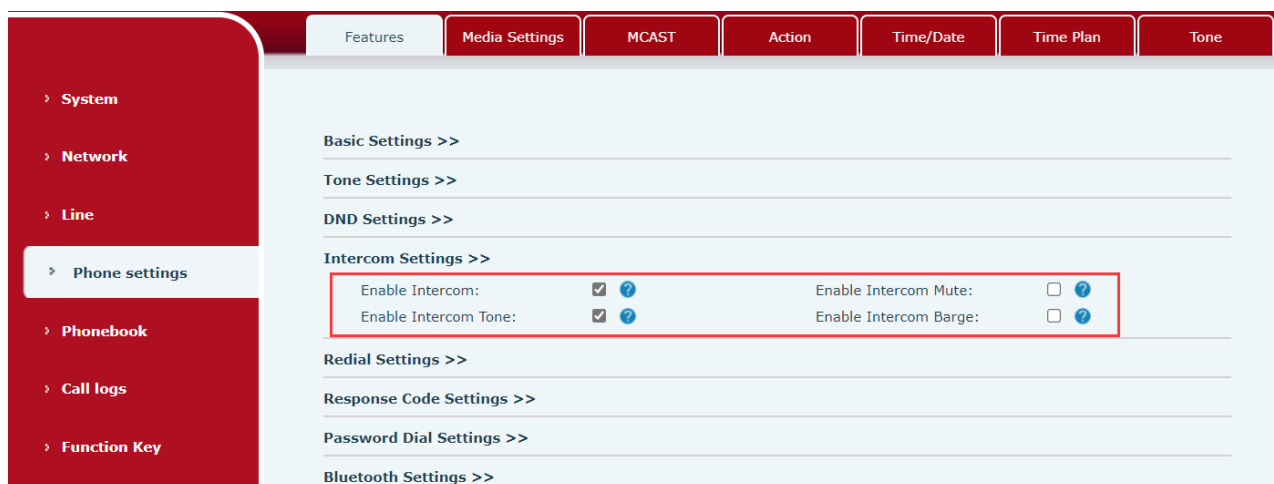 Features Media Settings MCAST Action Time/Date Time Plan Tone
System
Network
Line
Phone settings
Phonebook
Call logs
Function Key
Basic Settings >>
Tone Settings >>
DND Settings >>
Intercom Settings >>
Enable Intercom: ? Enable Intercom Mute: ?
Enable Intercom Tone: ? Enable Intercom Barge: ?
Redial Settings >>
Response Code Settings >>
Password Dial Settings >>
Bluetooth Settings >>